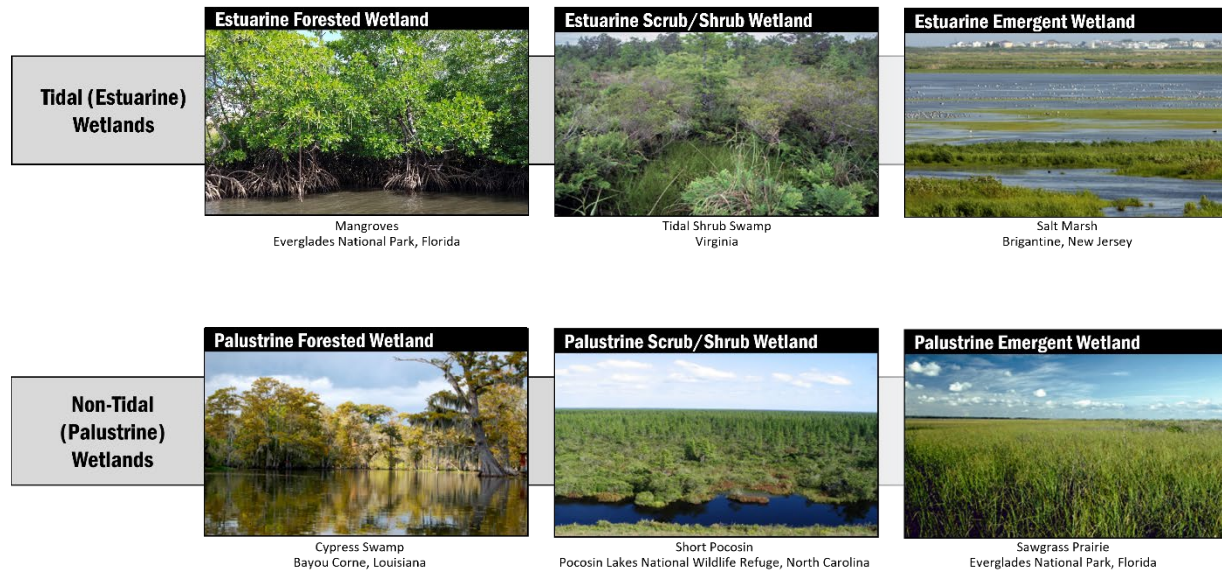 Estuarine Forested Wetland
Estuarine Scrub/Shrub Wetland
Estuarine Emergent Wetland
Tidal (Estuarine)
Wetlands
Mangroves
Everglades National Park, Florida
Tidal Shrub Swamp
Virginia
Salt Marsh
Brigantine, New Jersey
Palustrine Forested Wetland
Palustrine Scrub/Shrub Wetland
Palustrine Emergent Wetland
Non-Tidal
(Palustrine)
Wetlands
Cypress Swamp
Bayou Corne, Louisiana
Short Pocosin
Pocosin Lakes National Wildlife Refuge, North Carolina
Sawgrass Prairie
Everglades National Park, Florida